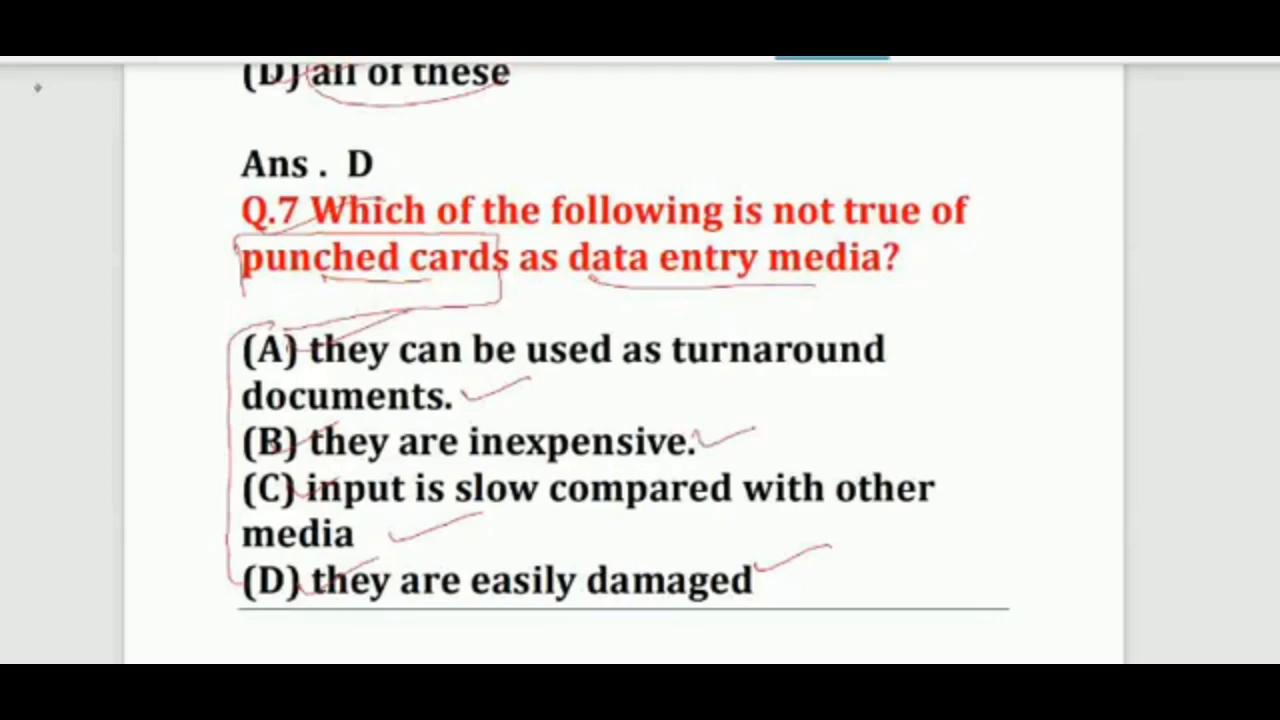 (D) all of these
Ans . D
Q.7 Which of the following is not true of
punched cards as data entry media?
(A) they can be used as turnaround
documents.
(B) they are inexpensive.
(C) input is slow compared with other
media
(D) they are easily damaged